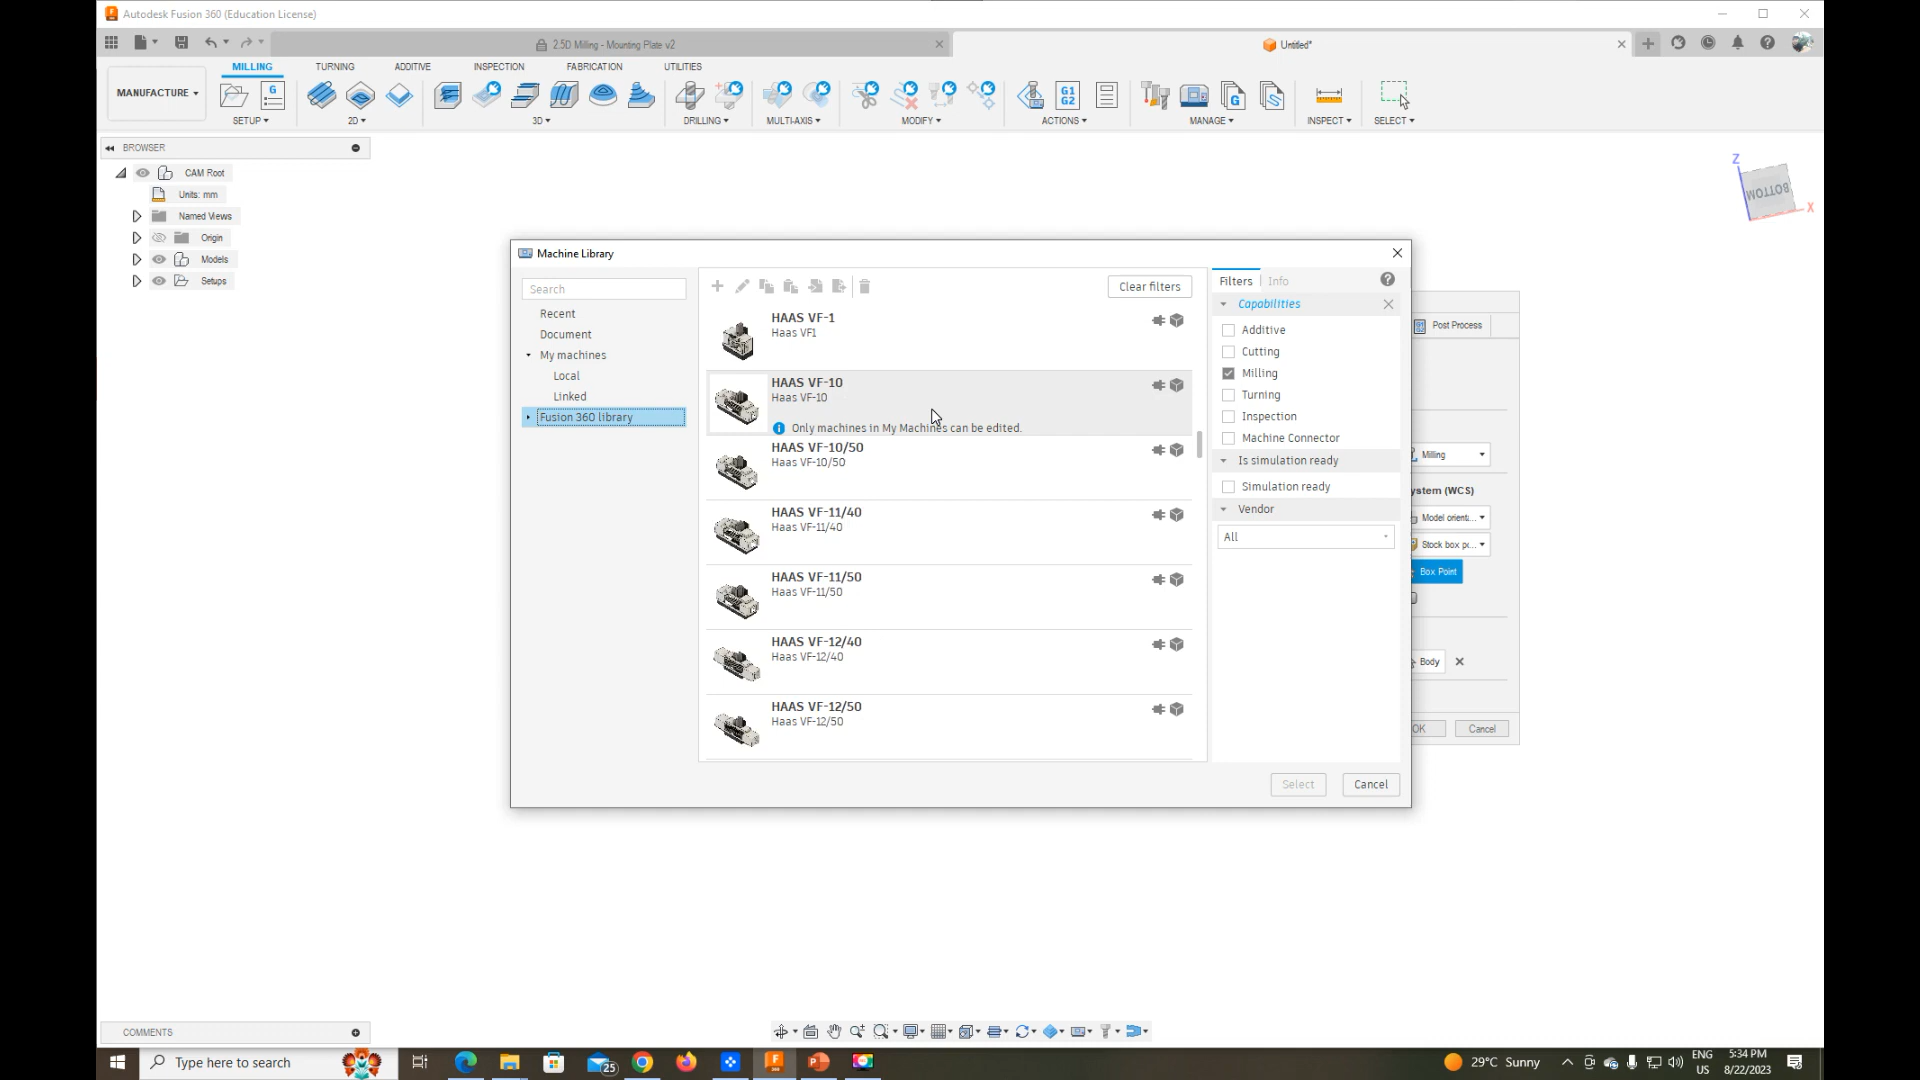 Autodesk Fusion 360 (Education License)
2.5D Milling - Mounting Plate v2
Untitled*
MILLING TURNING ADDITIVE INSPECTION FABRICATION UTILITIES
MANUFACTURE
G
G1
G2
G
SETUP 2D 3D DRILLING MULTI-AXIS MODIFY ACTIONS MANAGE INSPECT SELECT
BROWSER
CAM Root
Units: mm
Named Views
Origin
Models
Setups
Z
BOTTOM
X
Machine Library
Search
Recent
Document
My machines
Local
Linked
Fusion 360 library
Clear filters
HAAS VF-1
Haas VF1
HAAS VF-10
Haas VF-10
Only machines in My Machines can be edited.
HAAS VF-10/50
Haas VF-10/50
HAAS VF-11/40
Haas VF-11/40
HAAS VF-11/50
Haas VF-11/50
HAAS VF-12/40
Haas VF-12/40
HAAS VF-12/50
Haas VF-12/50
Filters Info
Capabilities
Additive
Cutting
Milling
Turning
Inspection
Machine Connector
Is simulation ready
Simulation ready
Vendor
All
Select Cancel
Post Process
Milling
ystem (WCS)
Model orient...
Stock box po...
Box Point
Body
OK Cancel
COMMENTS
Type here to search
25
29°C Sunny
ENG
US
5:34 PM
8/22/2023